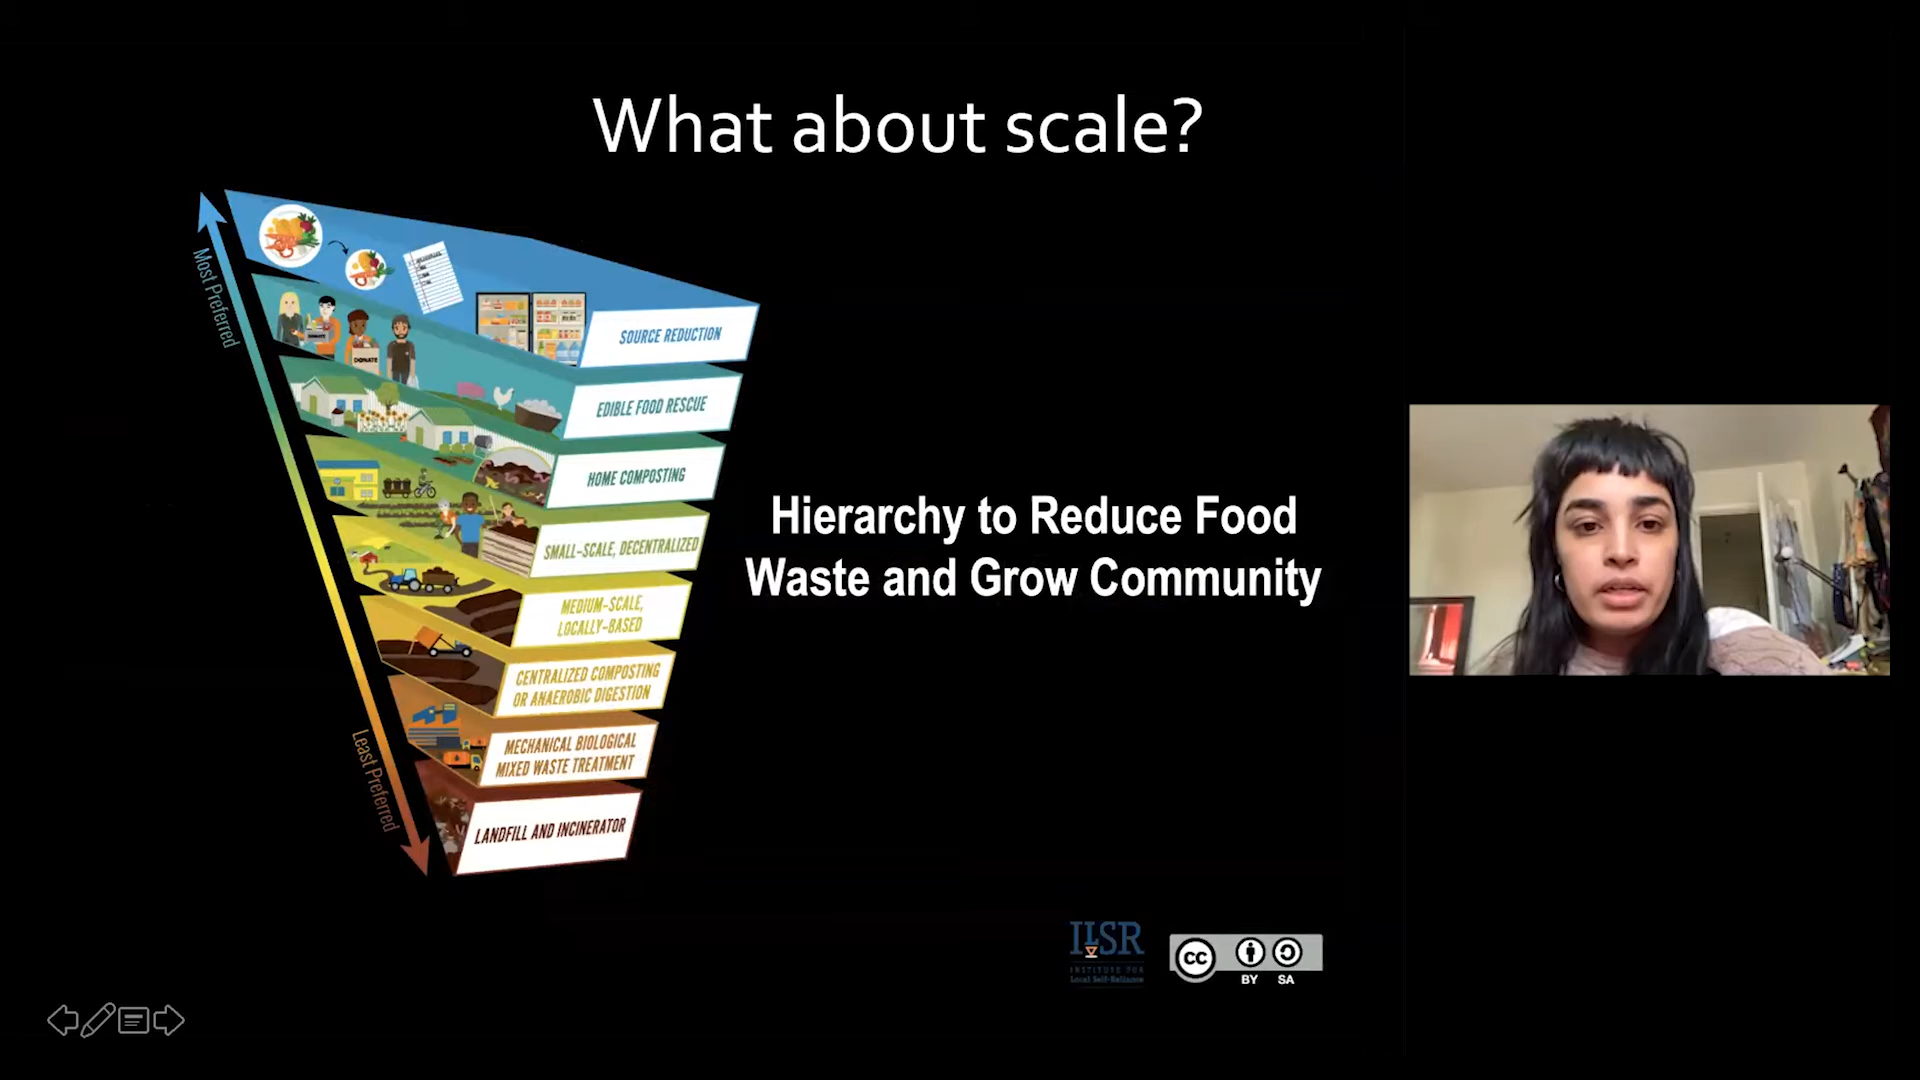 What about scale?
Most Preferred
SOURCE REDUCTION
DONATE
EDIBLE FOOD RESCUE
HOME COMPOSTING
SMALL-SCALE, DECENTRALIZED
MEDIUM-SCALE,
LOCALLY-BASED
CENTRALIZED COMPOSTING
OR ANAEROBIC DIGESTION
MECHANICAL BIOLOGICAL
MIXED WASTE TREATMENT
LANDFILL AND INCINERATOR
Least Preferred
Hierarchy to Reduce Food
Waste and Grow Community
ILSR
INSTITUTE FOR
Local Self-Reliance
CC
BY SA